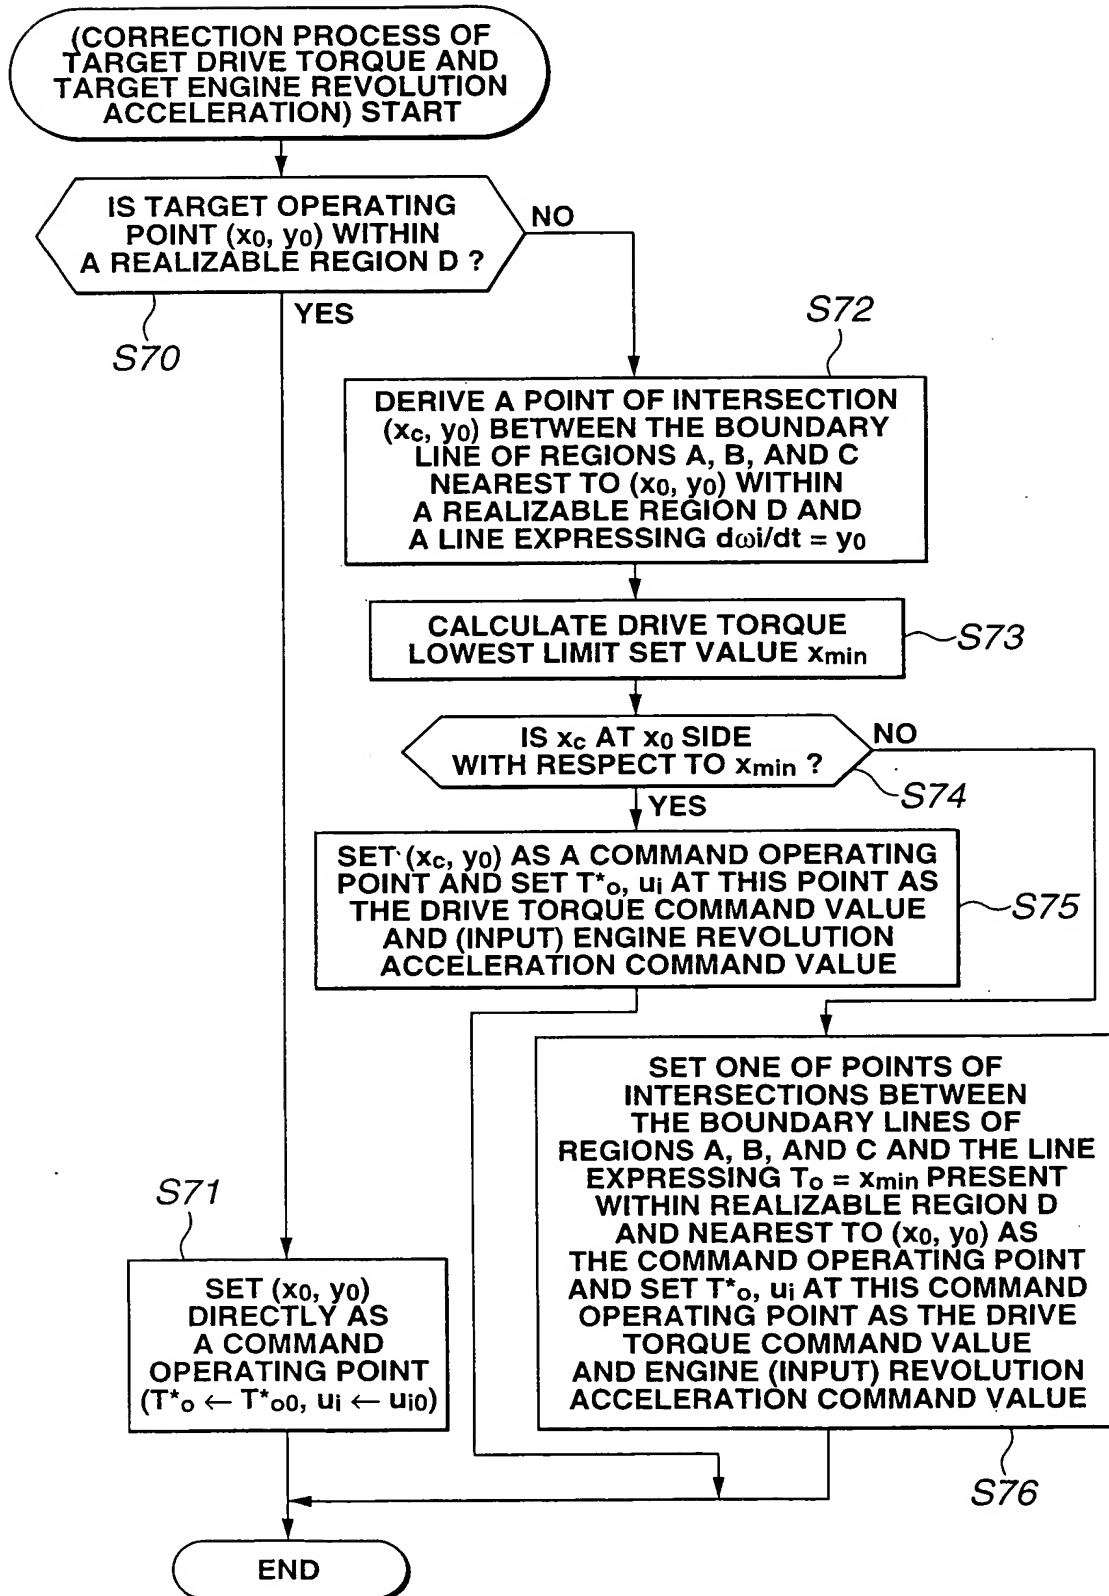 (CORRECTION PROCESS OF
TARGET DRIVE TORQUE AND
TARGET ENGINE REVOLUTION
ACCELERATION) START
IS TARGET OPERATING
POINT (x0, y0) WITHIN
A REALIZABLE REGION D ?
NO
YES
S70
S72
DERIVE A POINT OF INTERSECTION
(xc, y0) BETWEEN THE BOUNDARY
LINE OF REGIONS A, B, AND C
NEAREST TO (x0, y0) WITHIN
A REALIZABLE REGION D AND
A LINE EXPRESSING dωi/dt = y0
CALCULATE DRIVE TORQUE
LOWEST LIMIT SET VALUE xmin
S73
IS xc AT x0 SIDE
WITH RESPECT TO xmin ?
NO
S74
YES
SET (xc, y0) AS A COMMAND OPERATING
POINT AND SET T*o, ui AT THIS POINT AS
THE DRIVE TORQUE COMMAND VALUE
AND (INPUT) ENGINE REVOLUTION
ACCELERATION COMMAND VALUE
S75
SET ONE OF POINTS OF
INTERSECTIONS BETWEEN
THE BOUNDARY LINES OF
REGIONS A, B, AND C AND THE LINE
EXPRESSING To = xmin PRESENT
WITHIN REALIZABLE REGION D
AND NEAREST TO (x0, y0) AS
THE COMMAND OPERATING POINT
AND SET T*o, ui AT THIS COMMAND
OPERATING POINT AS THE DRIVE
TORQUE COMMAND VALUE
AND ENGINE (INPUT) REVOLUTION
ACCELERATION COMMAND VALUE
S76
S71
SET (x0, y0)
DIRECTLY AS
A COMMAND
OPERATING POINT
(T*o ← T*o0, ui ← ui0)
END